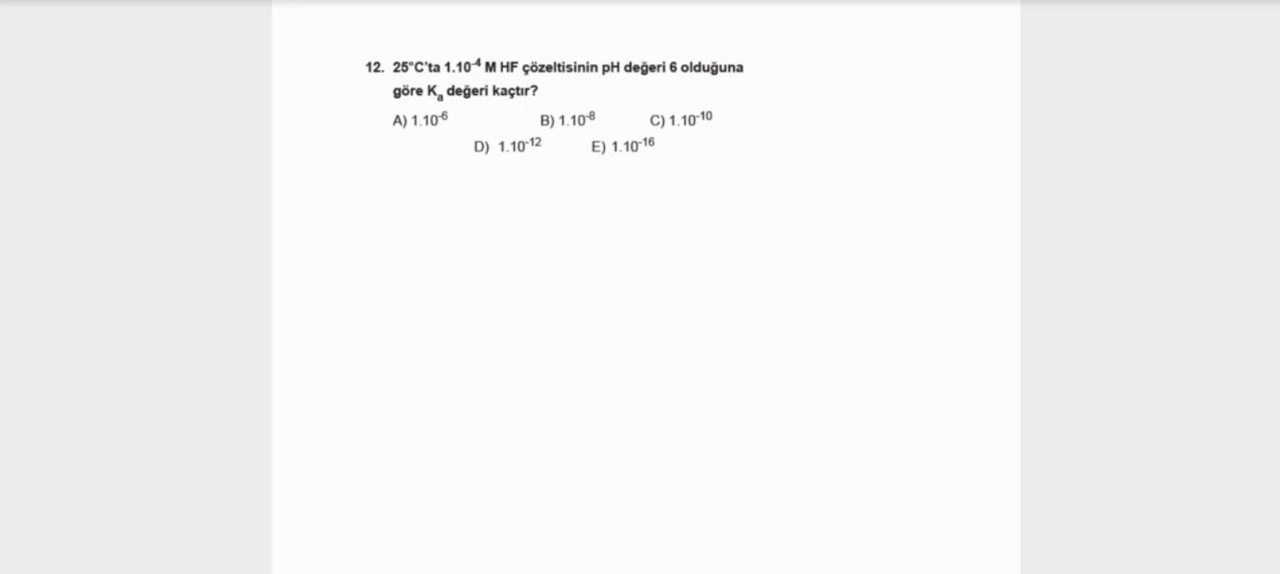 12. 25°C'ta 1.10⁻⁴ M HF çözeltisinin pH değeri 6 olduğuna
göre Kₐ değeri kaçtır?
A) 1.10⁻⁶ B) 1.10⁻⁸ C) 1.10⁻¹⁰
D) 1.10⁻¹² E) 1.10⁻¹⁶